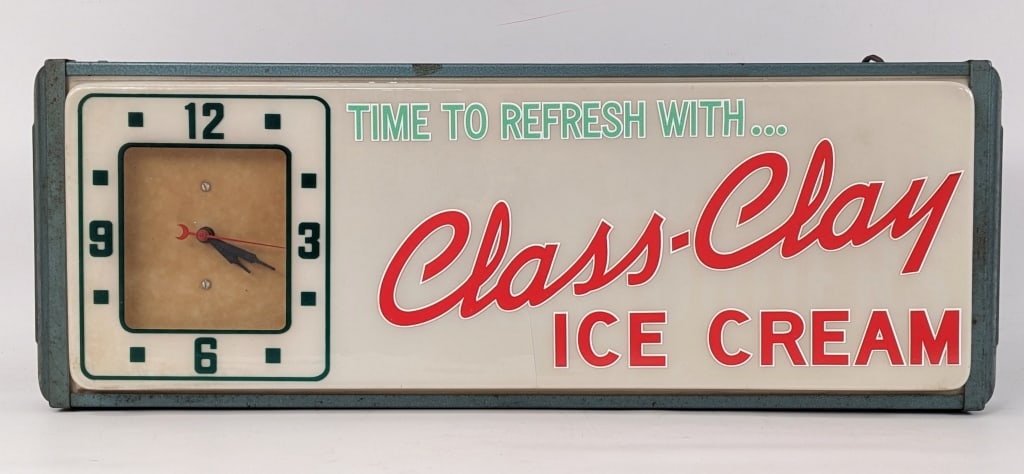 12
9
3
6
TIME TO REFRESH WITH...
Class-Clay
ICE CREAM